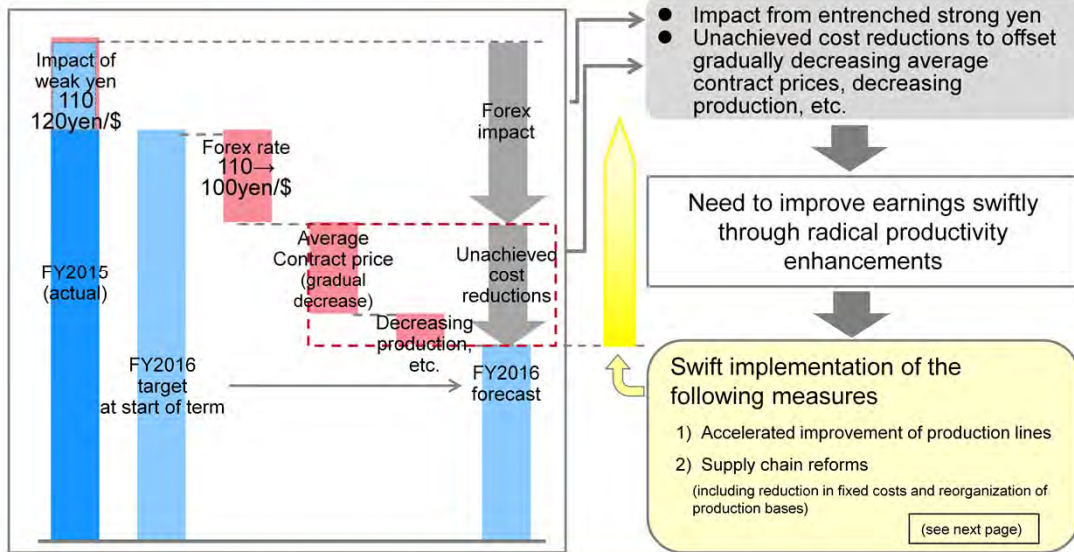 Impact of
weak yen
110
120yen/$
FY2015
(actual)
FY2016
target
at start of term
Forex rate
110→
100yen/$
Average
Contract price
(gradual
decrease)
Decreasing
production,
etc.
Forex
impact
Unachieved
cost
reductions
FY2016
forecast
● Impact from entrenched strong yen
● Unachieved cost reductions to offset
gradually decreasing average
contract prices, decreasing
production, etc.
Need to improve earnings swiftly
through radical productivity
enhancements
Swift implementation of the
following measures
1) Accelerated improvement of production lines
2) Supply chain reforms
(including reduction in fixed costs and reorganization of
production bases)
(see next page)